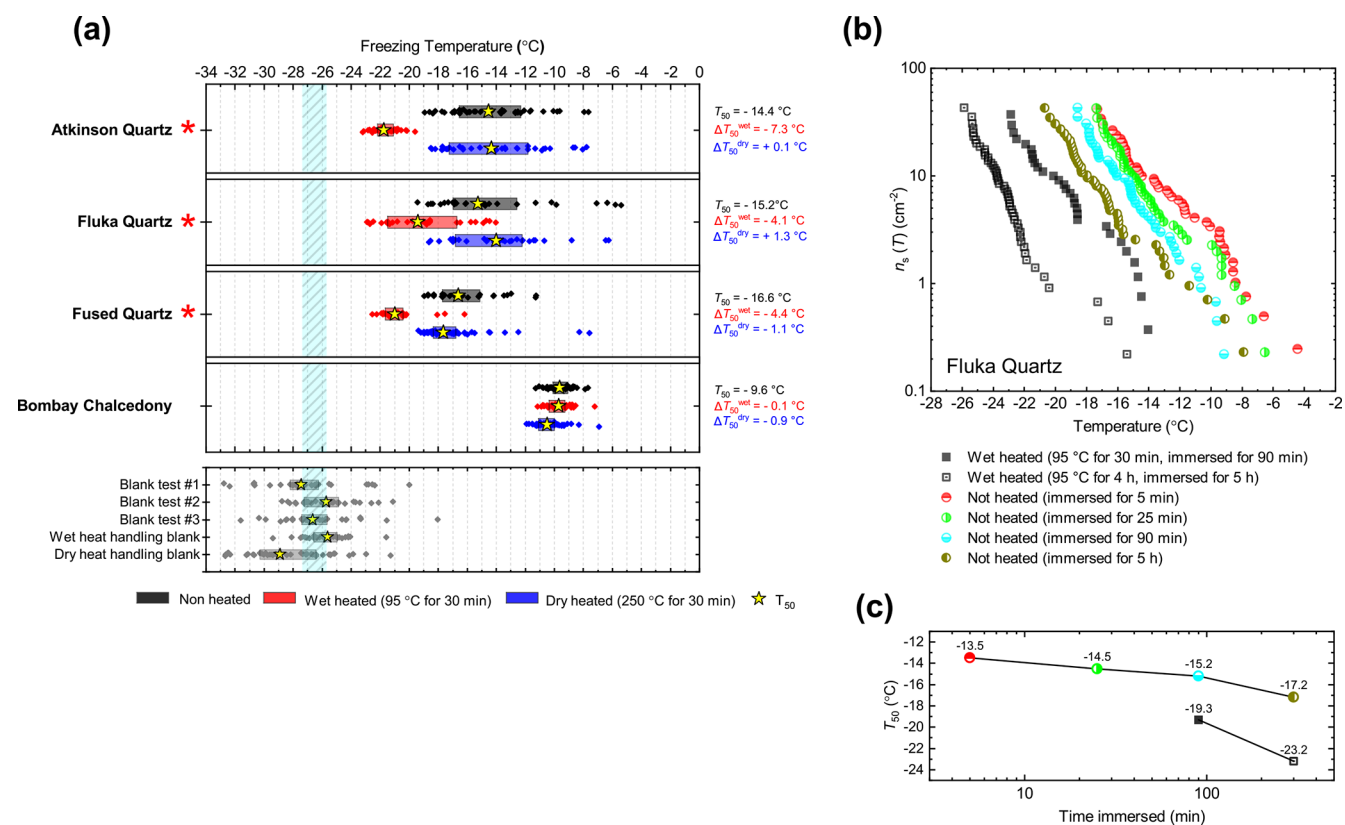 (a)
Freezing Temperature (°C)
-34 -32 -30 -28 -26 -24 -22 -20 -18 -16 -14 -12 -10 -8 -6 -4 -2 0
Atkinson Quartz *
T50 = - 14.4 °C
ΔT50wet = - 7.3 °C
ΔT50dry = + 0.1 °C
Fluka Quartz *
T50 = - 15.2°C
ΔT50wet = - 4.1 °C
ΔT50dry = + 1.3 °C
Fused Quartz *
T50 = - 16.6 °C
ΔT50wet = - 4.4 °C
ΔT50dry = - 1.1 °C
Bombay Chalcedony
T50 = - 9.6 °C
ΔT50wet = - 0.1 °C
ΔT50dry = - 0.9 °C
Blank test #1
Blank test #2
Blank test #3
Wet heat handling blank
Dry heat handling blank
Non heated
Wet heated (95 °C for 30 min)
Dry heated (250 °C for 30 min)
T50
(b)
100
10
1
0.1
ns (T) (cm-2)
Fluka Quartz
-28 -26 -24 -22 -20 -18 -16 -14 -12 -10 -8 -6 -4 -2
Temperature (°C)
Wet heated (95 °C for 30 min, immersed for 90 min)
Wet heated (95 °C for 4 h, immersed for 5 h)
Not heated (immersed for 5 min)
Not heated (immersed for 25 min)
Not heated (immersed for 90 min)
Not heated (immersed for 5 h)
(c)
-12
-14
-16
-18
-20
-22
-24
T50 (°C)
-13.5
-14.5
-15.2
-17.2
-19.3
-23.2
10 100
Time immersed (min)